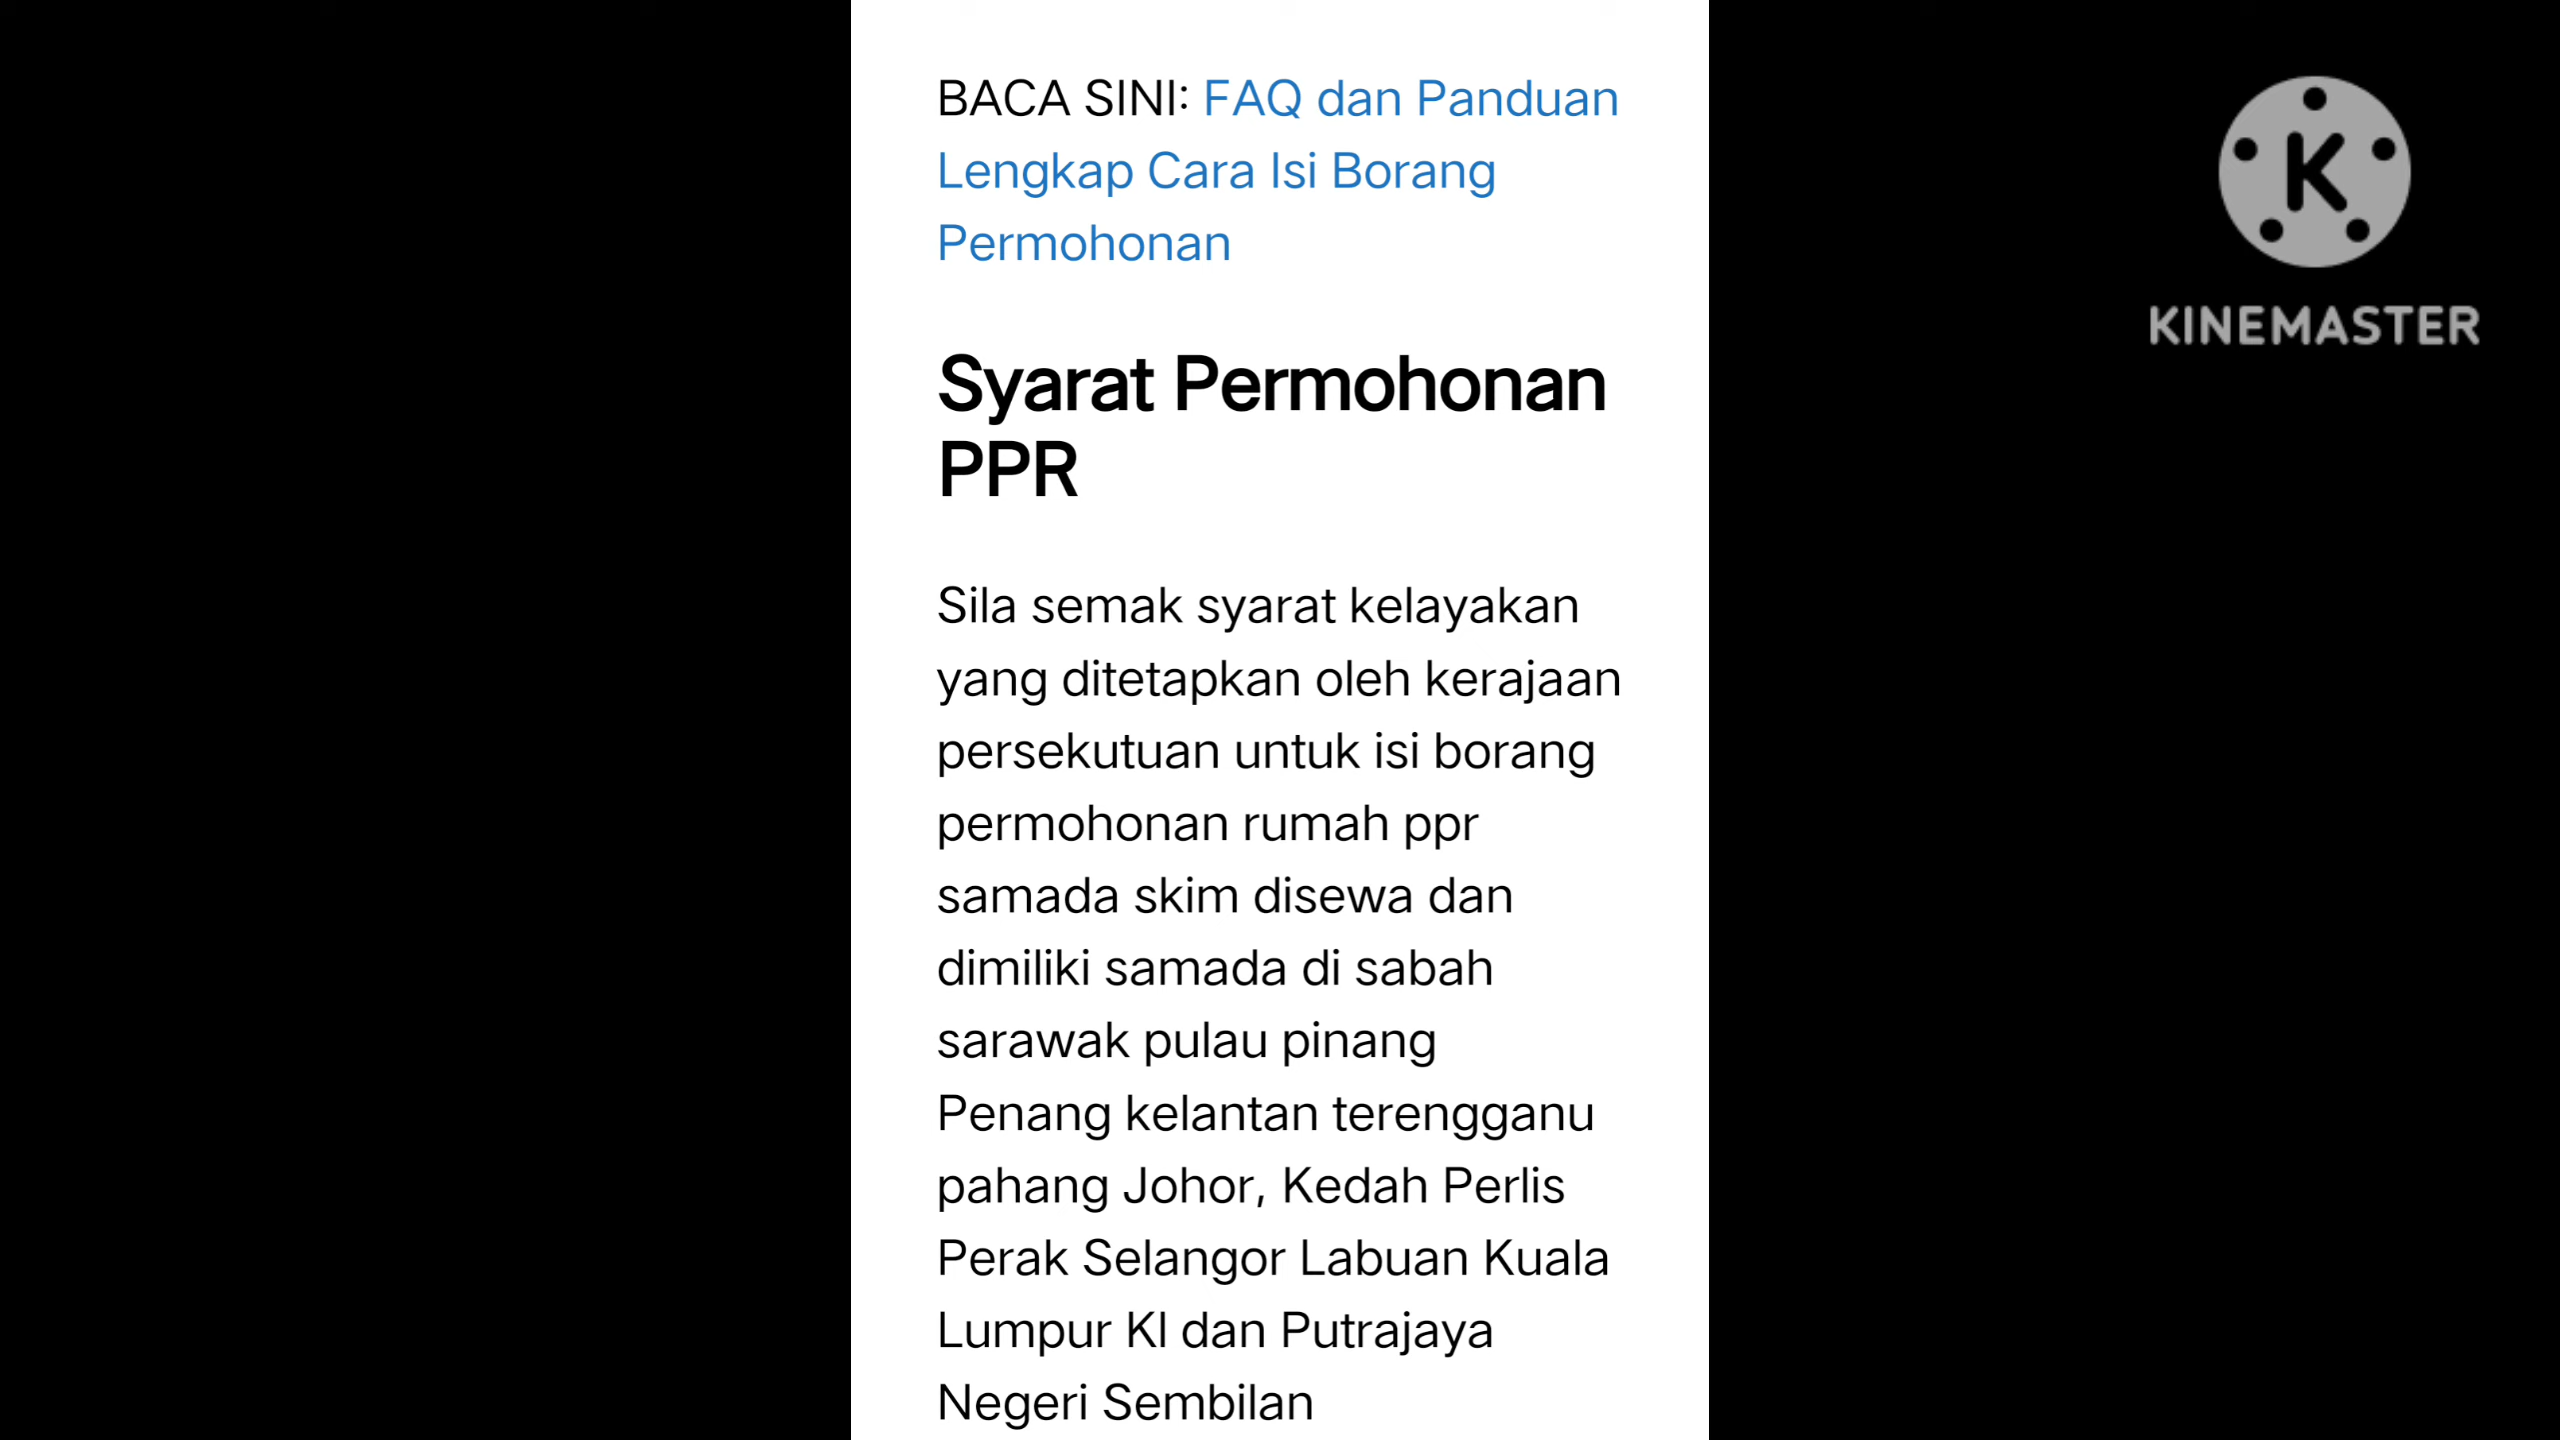 BACA SINI: FAQ dan Panduan
Lengkap Cara Isi Borang
Permohonan
Syarat Permohonan
PPR
Sila semak syarat kelayakan
yang ditetapkan oleh kerajaan
persekutuan untuk isi borang
permohonan rumah ppr
samada skim disewa dan
dimiliki samada di sabah
sarawak pulau pinang
Penang kelantan terengganu
pahang Johor, Kedah Perlis
Perak Selangor Labuan Kuala
Lumpur Kl dan Putrajaya
Negeri Sembilan
K
KINEMASTER